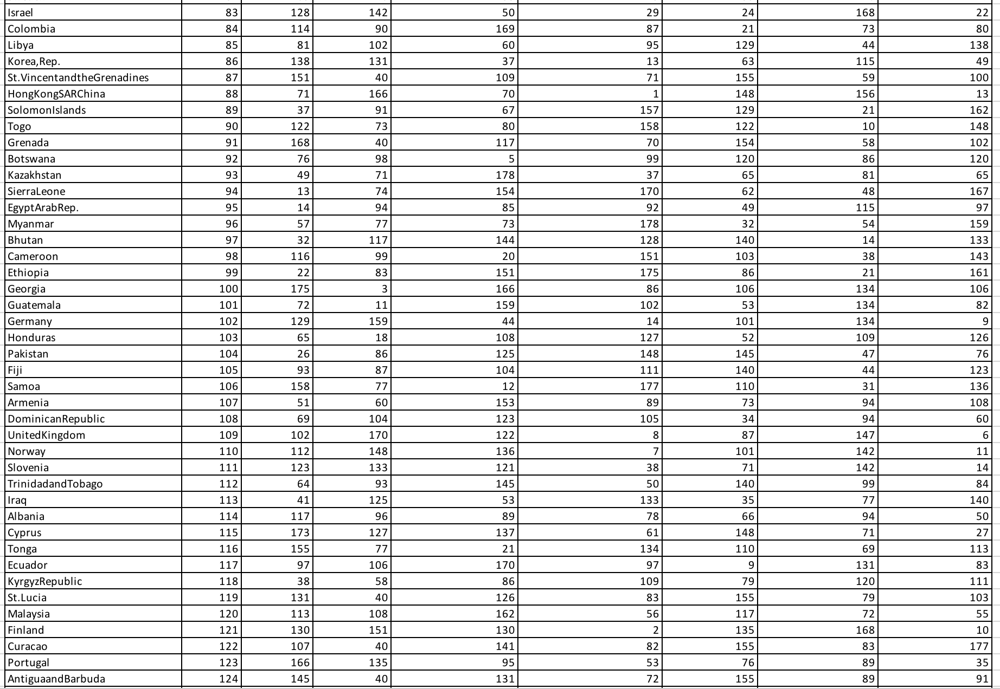 Israel 83 128 142 50 29 24 168 22
Colombia 84 114 90 169 87 21 73 80
Libya 85 81 102 60 95 129 44 138
Korea,Rep. 86 138 131 37 13 63 115 49
St.VincentandtheGrenadines 87 151 40 109 71 155 59 100
HongKongSARChina 88 71 166 70 1 148 156 13
SolomonIslands 89 37 91 67 157 129 21 162
Togo 90 122 73 80 158 122 10 148
Grenada 91 168 40 117 70 154 58 102
Botswana 92 76 98 5 99 120 86 120
Kazakhstan 93 49 71 178 37 65 81 65
SierraLeone 94 13 74 154 170 62 48 167
EgyptArabRep. 95 14 94 85 92 49 115 97
Myanmar 96 57 77 73 178 32 54 159
Bhutan 97 32 117 144 128 140 14 133
Cameroon 98 116 99 20 151 103 38 143
Ethiopia 99 22 83 151 175 86 21 161
Georgia 100 175 3 166 86 106 134 106
Guatemala 101 72 11 159 102 53 134 82
Germany 102 129 159 44 14 101 134 9
Honduras 103 65 18 108 127 52 109 126
Pakistan 104 26 86 125 148 145 47 76
Fiji 105 93 87 104 111 140 44 123
Samoa 106 158 77 12 177 110 31 136
Armenia 107 51 60 153 89 73 94 108
DominicanRepublic 108 69 104 123 105 34 94 60
UnitedKingdom 109 102 170 122 8 87 147 6
Norway 110 112 148 136 7 101 142 11
Slovenia 111 123 133 121 38 71 142 14
TrinidadandTobago 112 64 93 145 50 140 99 84
Iraq 113 41 125 53 133 35 77 140
Albania 114 117 96 89 78 66 94 50
Cyprus 115 173 127 137 61 148 71 27
Tonga 116 155 77 21 134 110 69 113
Ecuador 117 97 106 170 97 9 131 83
KyrgyzRepublic 118 38 58 86 109 79 120 111
St.Lucia 119 131 40 126 83 155 79 103
Malaysia 120 113 108 162 56 117 72 55
Finland 121 130 151 130 2 135 168 10
Curacao 122 107 40 141 82 155 83 177
Portugal 123 166 135 95 53 76 89 35
AntiguaandBarbuda 124 145 40 131 72 155 89 91